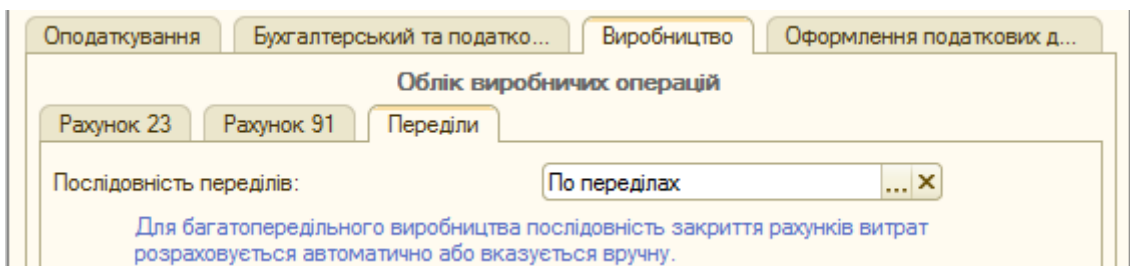 Оподаткування Бухгалтерський та податко... Виробництво Оформлення податкових д...
Облік виробничих операцій
Рахунок 23 Рахунок 91 Переділи
Послідовність переділів: По переділах ... ×
Для багатопередільного виробництва послідовність закриття рахунків витрат
розраховується автоматично або вказується вручну.